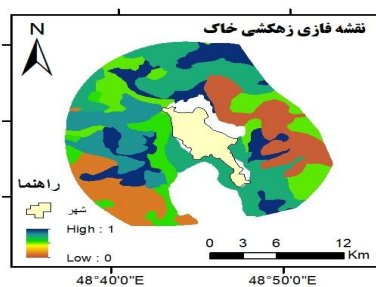 نقشه فازی زهکشی خاک
N
راهنما
شهر
High : 1
Low : 0
0 3 6 12
Km
48°40'0"E 48°50'0"E